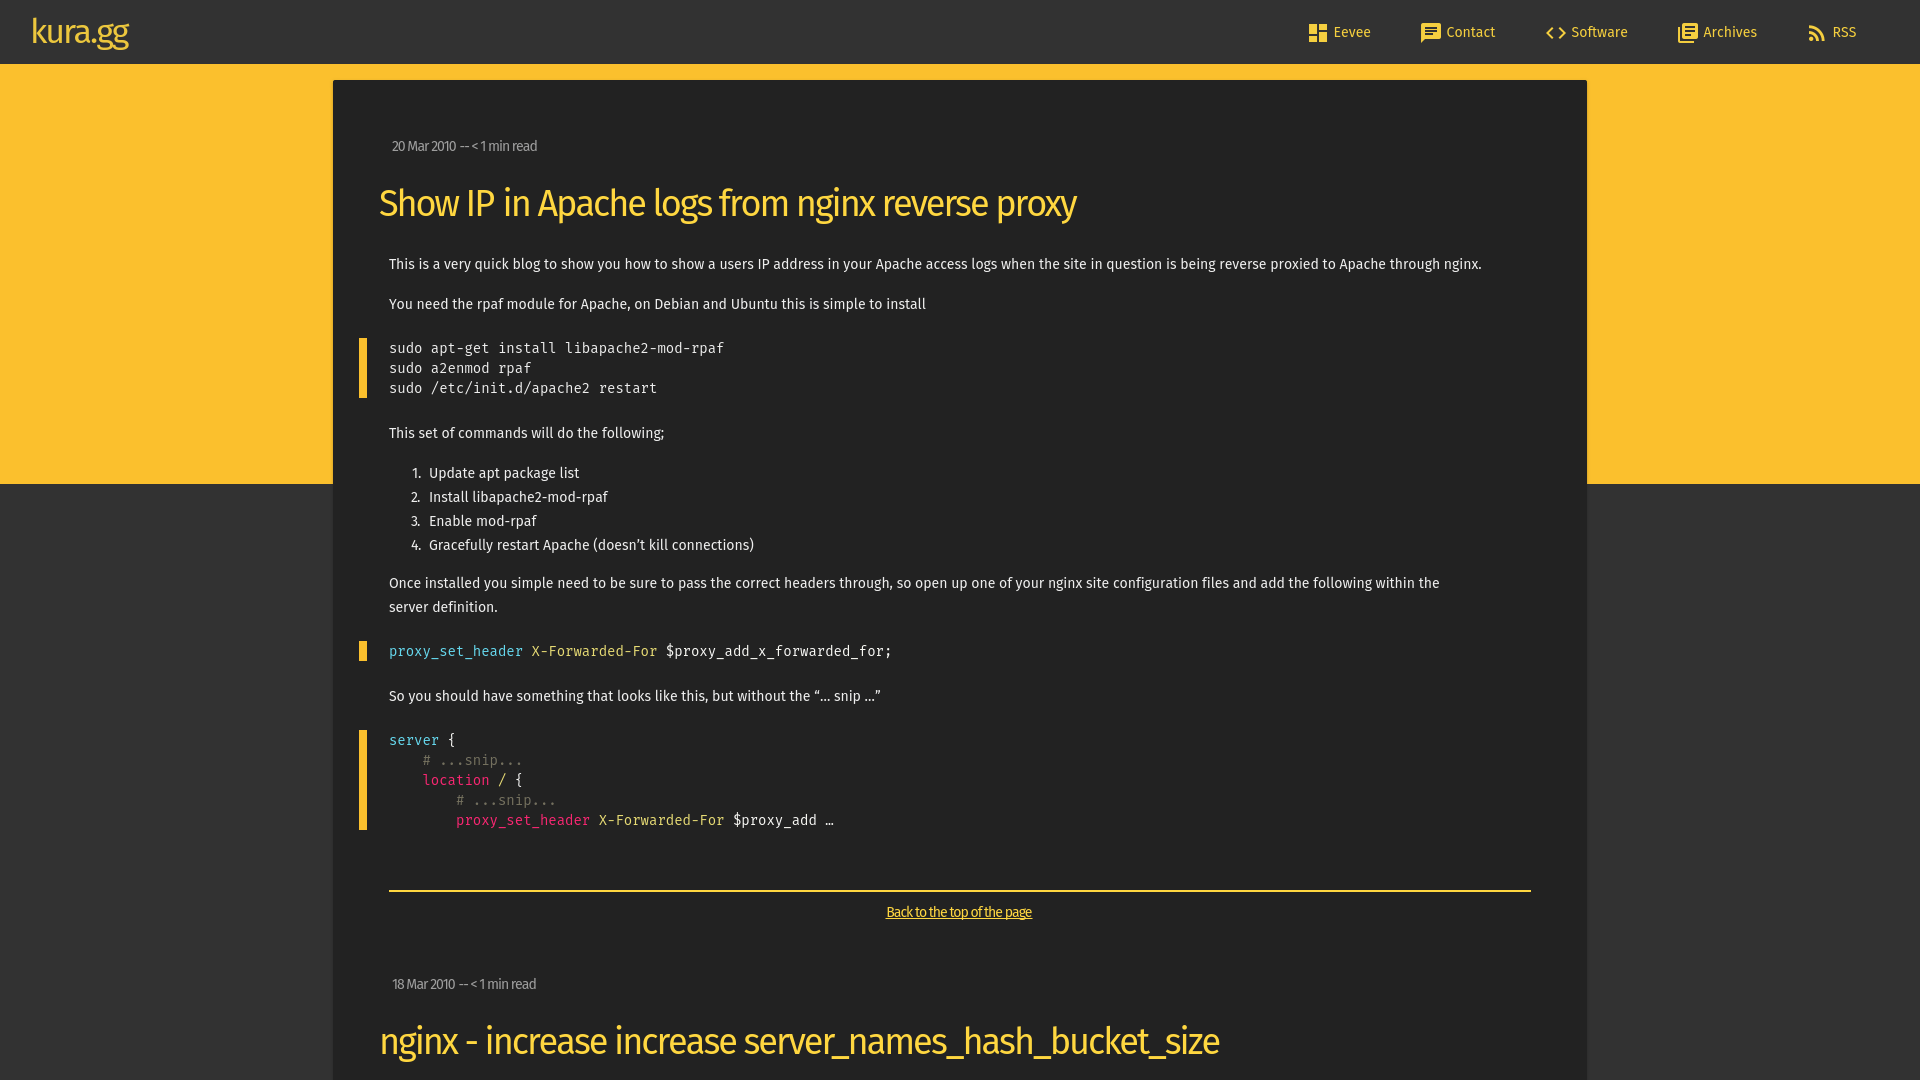 kura.gg
Eevee
Contact
Software
Archives
RSS
20 Mar 2010 -- < 1 min read
Show IP in Apache logs from nginx reverse proxy
This is a very quick blog to show you how to show a users IP address in your Apache access logs when the site in question is being reverse proxied to Apache through nginx.
You need the rpaf module for Apache, on Debian and Ubuntu this is simple to install
sudo apt-get install libapache2-mod-rpaf
sudo a2enmod rpaf
sudo /etc/init.d/apache2 restart
This set of commands will do the following;
1. Update apt package list
2. Install libapache2-mod-rpaf
3. Enable mod-rpaf
4. Gracefully restart Apache (doesn’t kill connections)
Once installed you simple need to be sure to pass the correct headers through, so open up one of your nginx site configuration files and add the following within the
server definition.
proxy_set_header X-Forwarded-For $proxy_add_x_forwarded_for;
So you should have something that looks like this, but without the “… snip …”
server {
    # ...snip...
    location / {
        # ...snip...
        proxy_set_header X-Forwarded-For $proxy_add …
Back to the top of the page
18 Mar 2010 -- < 1 min read
nginx - increase increase server_names_hash_bucket_size